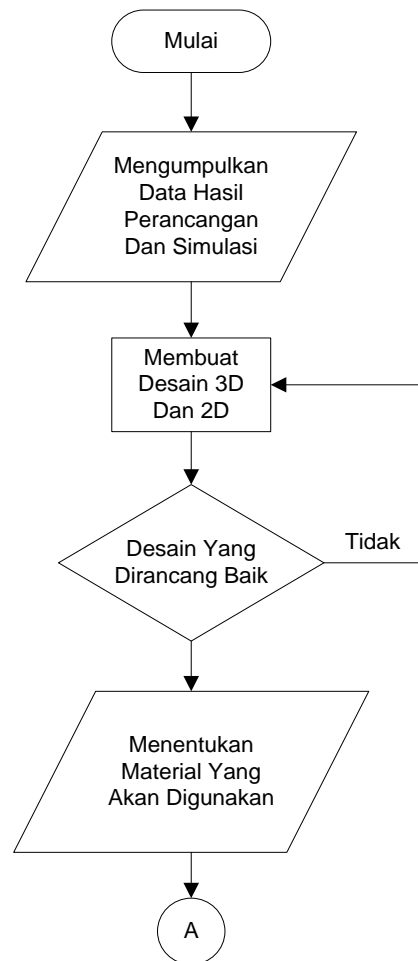 Mulai
Mengumpulkan
Data Hasil
Perancangan
Dan Simulasi
Membuat
Desain 3D
Dan 2D
Desain Yang
Dirancang Baik
Tidak
Menentukan
Material Yang
Akan Digunakan
A